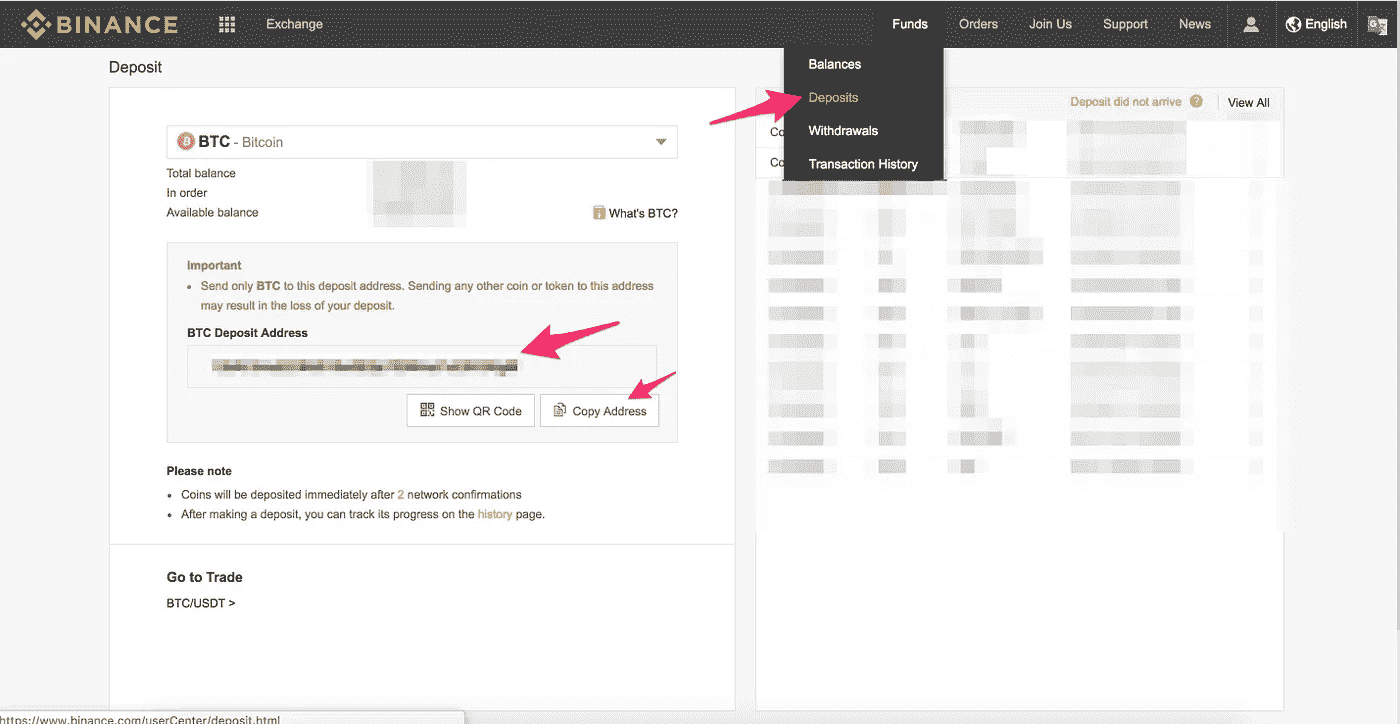 BINANCE
Exchange
Funds
Orders
Join Us
Support
News
English
Deposit
Balances
Deposits
Withdrawals
Transaction History
Deposit did not arrive ?
View All
BTC - Bitcoin
Total balance
In order
Available balance
What's BTC?
Important
• Send only BTC to this deposit address. Sending any other coin or token to this address
may result in the loss of your deposit.
BTC Deposit Address
Show QR Code
Copy Address
Please note
• Coins will be deposited immediately after 2 network confirmations
• After making a deposit, you can track its progress on the history page.
Go to Trade
BTC/USDT >
https://www.binance.com/userCenter/deposit.html